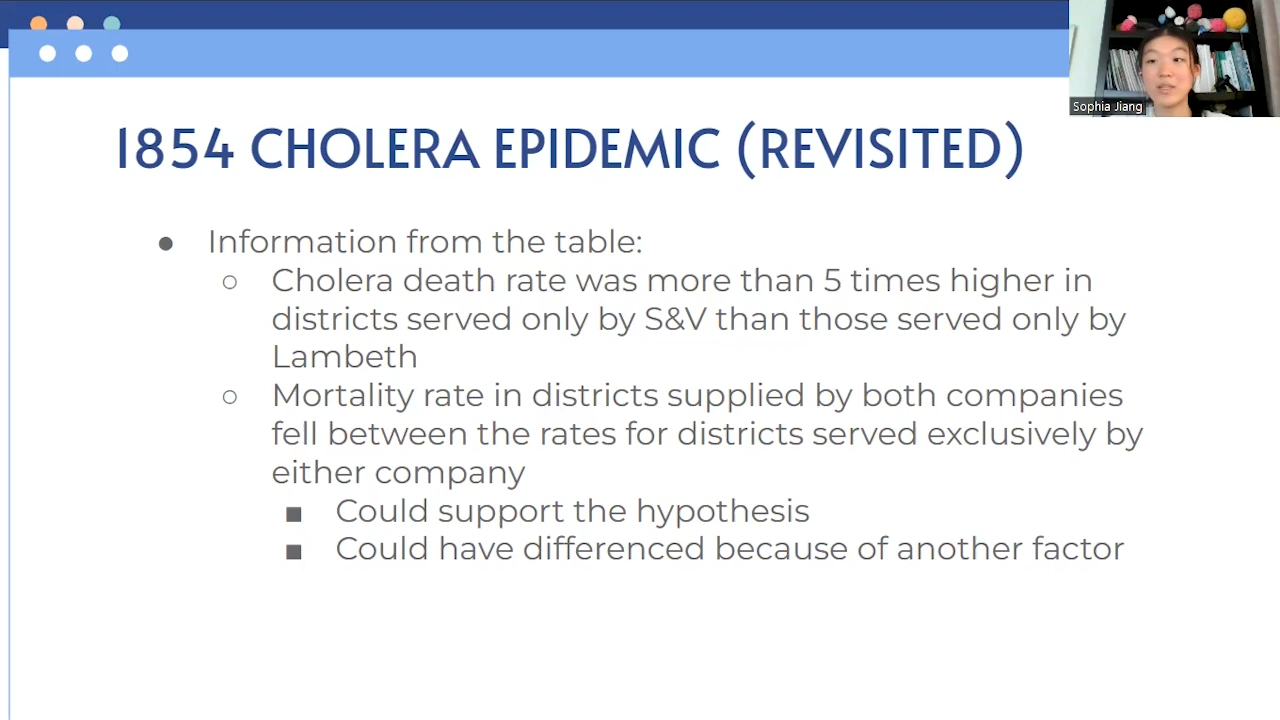 Sophia Jiang
1854 CHOLERA EPIDEMIC (REVISITED)
● Information from the table:
○ Cholera death rate was more than 5 times higher in
districts served only by S&V than those served only by
Lambeth
○ Mortality rate in districts supplied by both companies
fell between the rates for districts served exclusively by
either company
■ Could support the hypothesis
■ Could have differenced because of another factor